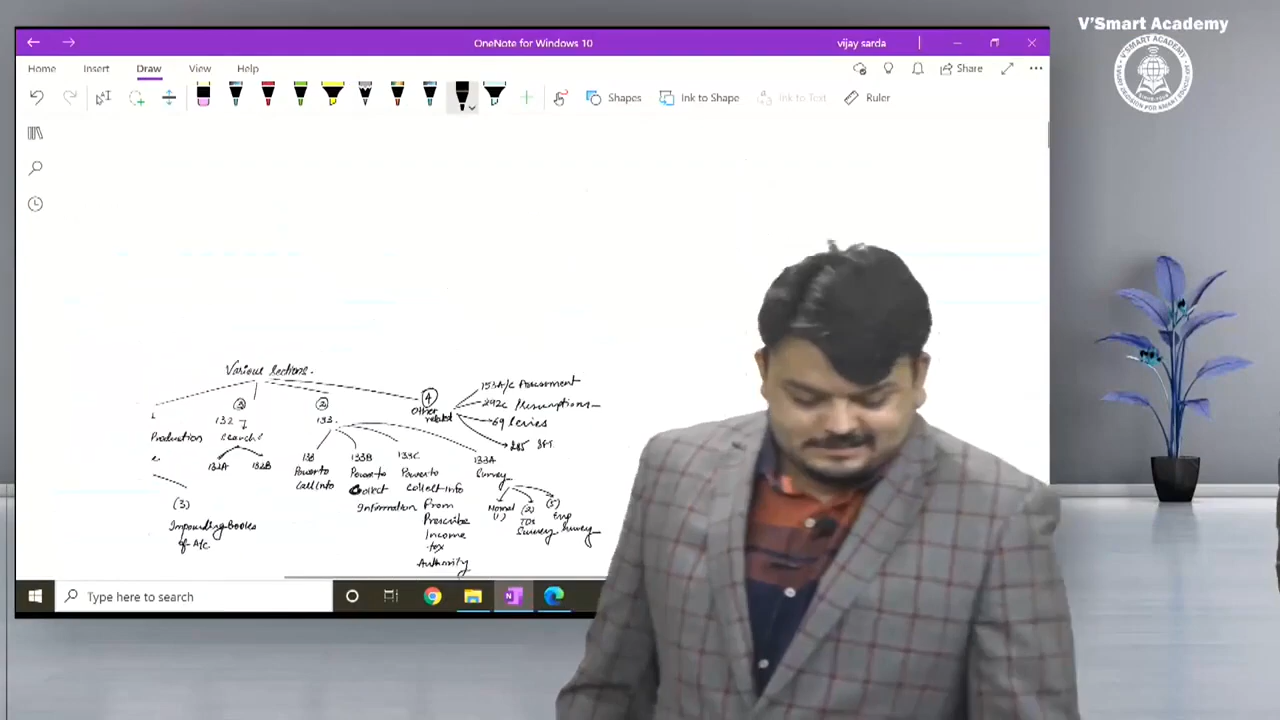 V'Smart Academy
OneNote for Windows 10
vijay sarda
Home Insert Draw View Help
Share
Shapes
Ink to Shape
Ink to Text
Ruler
Various Sections.
Production
(3)
Impounding Books
of A/c
②
132
Search
132A 132B
133.
133B
Power to
Collect
Information
133C
Power to
Collect info
From
Prescribe
Income
tax
Authority
Power to
Call Info
133A
Survey
Normal
(1)
(2)
TDS
Survey
Survey
④
Other
related
153A/C Assessment
292C Presumptions
69 Series
285
Type here to search